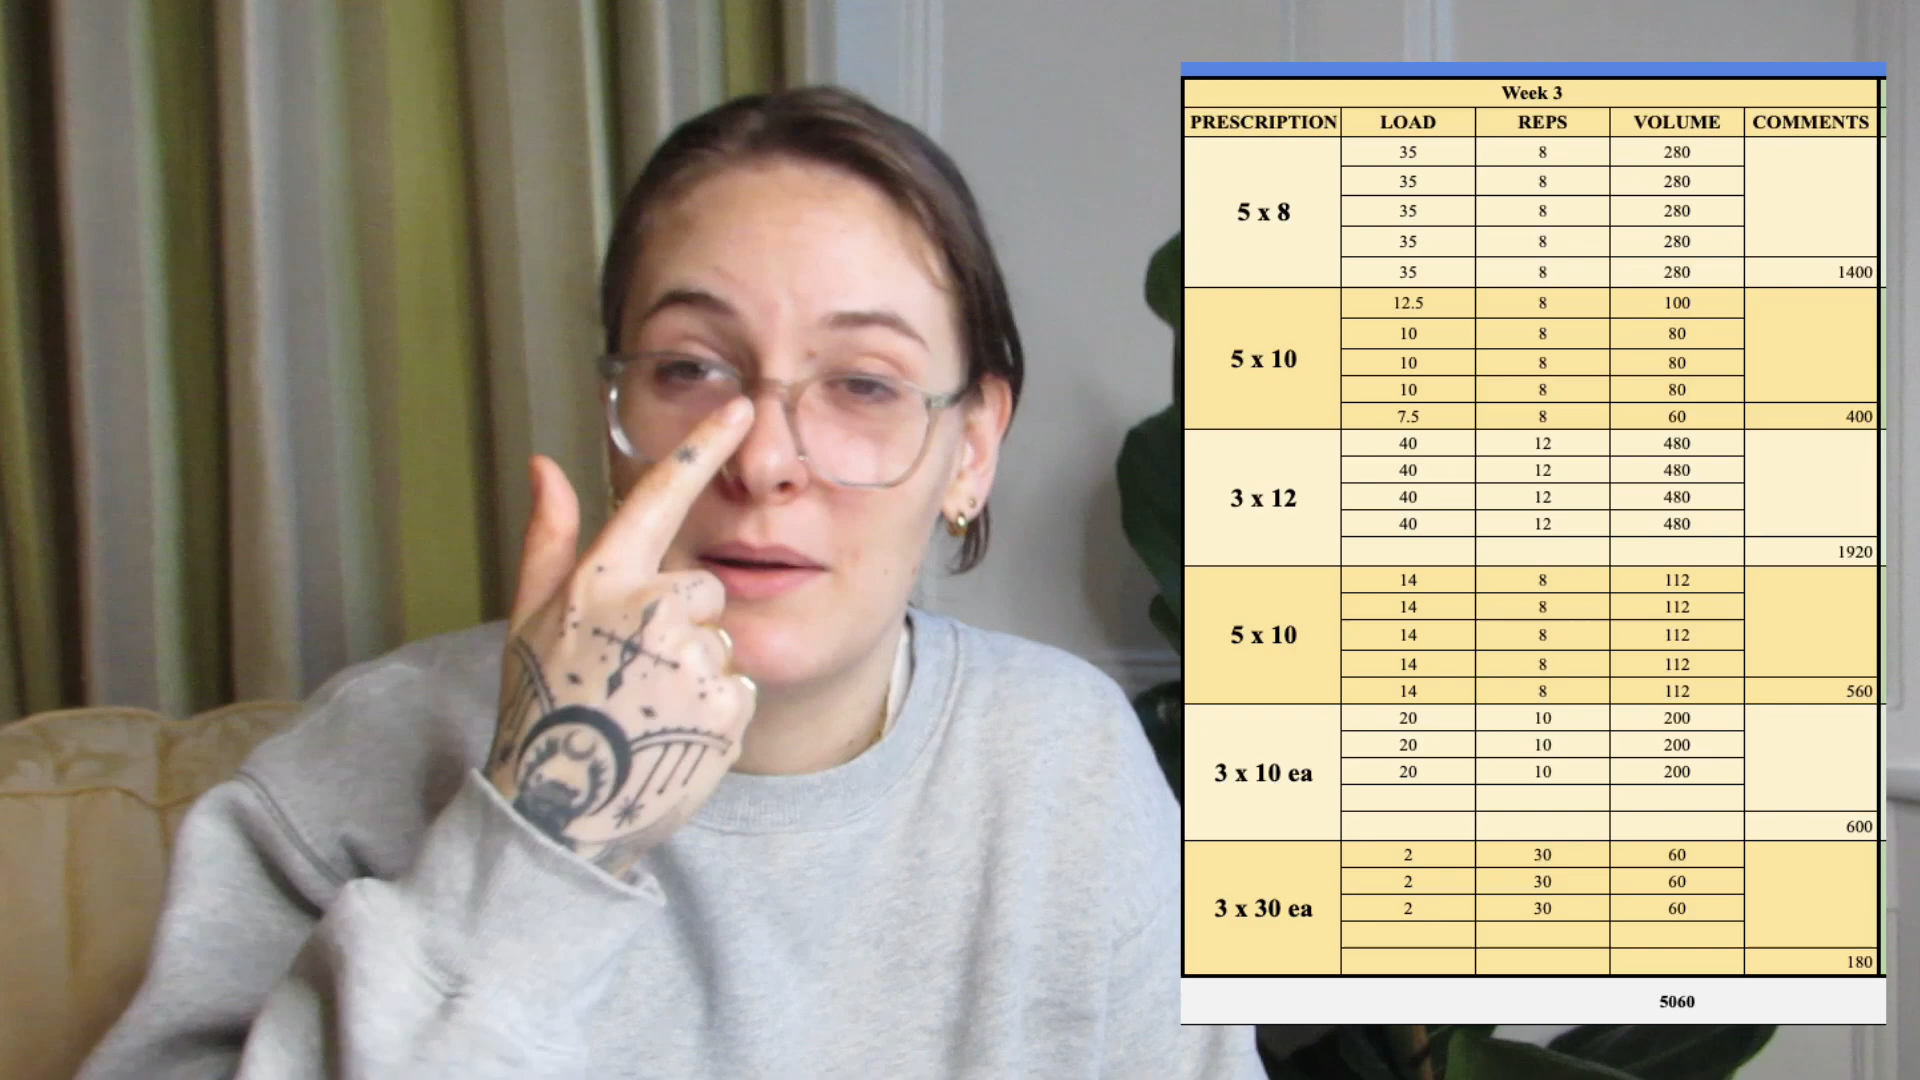 Week 3
PRESCRIPTION LOAD REPS VOLUME COMMENTS
35 8 280
35 8 280
5 x 8 35 8 280
35 8 280
35 8 280 1400
12.5 8 100
10 8 80
5 x 10 10 8 80
10 8 80
7.5 8 60 400
40 12 480
40 12 480
3 x 12 40 12 480
40 12 480
1920
14 8 112
14 8 112
5 x 10 14 8 112
14 8 112
14 8 112 560
20 10 200
20 10 200
3 x 10 ea 20 10 200
600
2 30 60
2 30 60
3 x 30 ea 2 30 60
180
5060